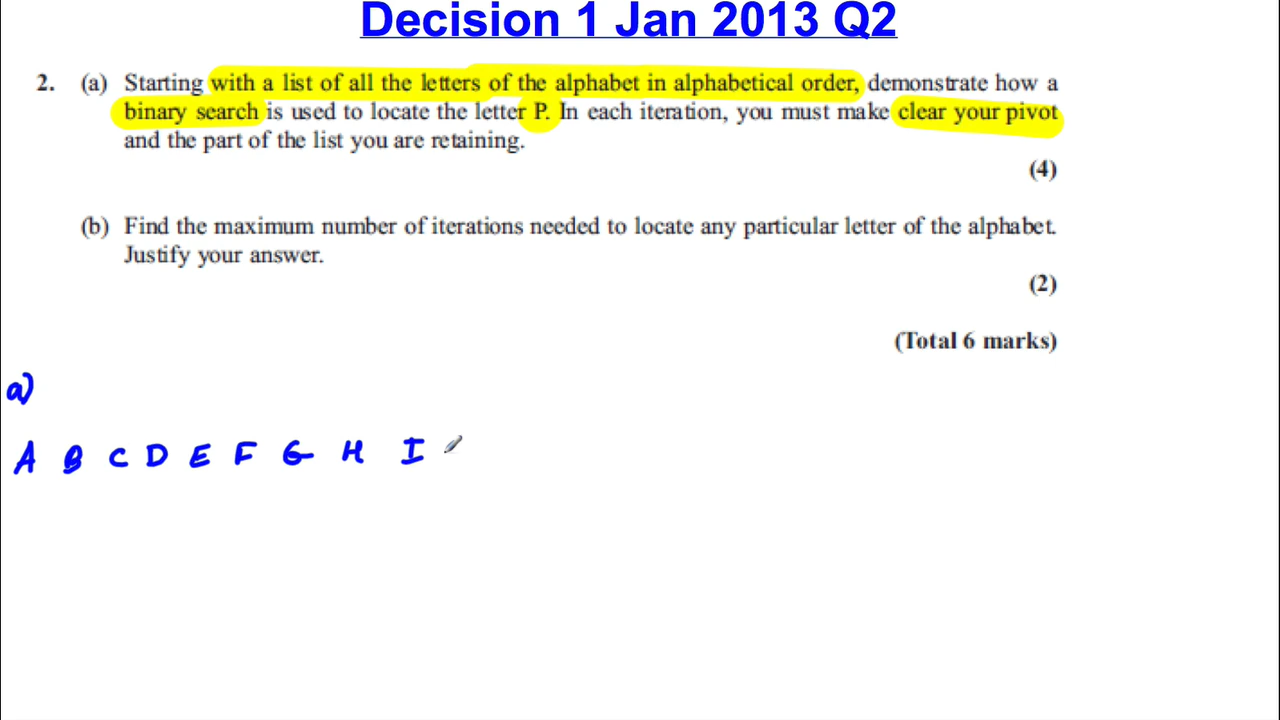 Decision 1 Jan 2013 Q2
2. (a) Starting with a list of all the letters of the alphabet in alphabetical order, demonstrate how a
binary search is used to locate the letter P. In each iteration, you must make clear your pivot
and the part of the list you are retaining.
(4)
(b) Find the maximum number of iterations needed to locate any particular letter of the alphabet.
Justify your answer.
(2)
(Total 6 marks)
a)
A B C D E F G H I